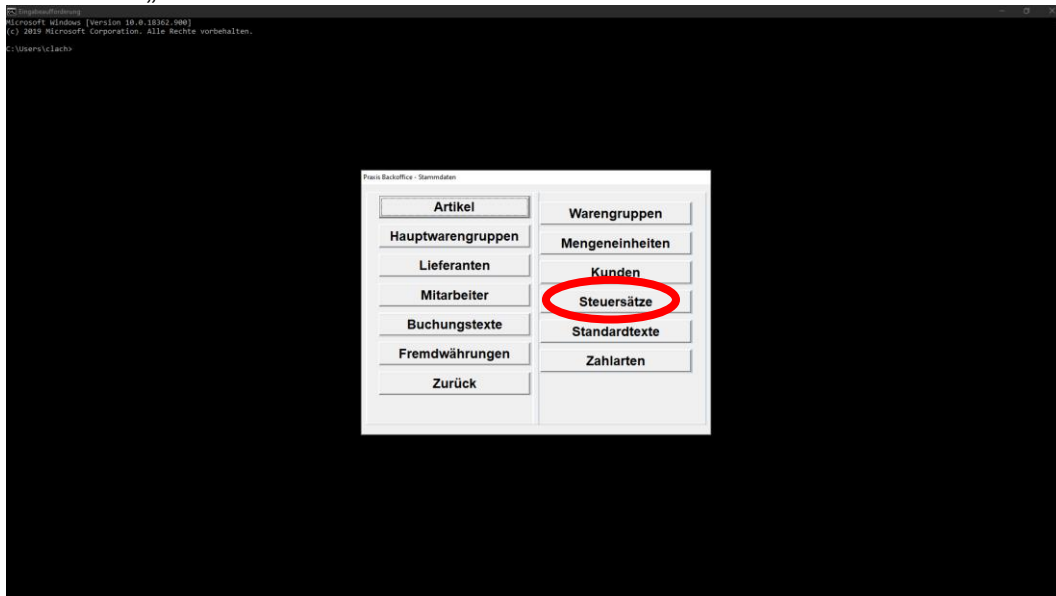 „
Eingabeaufforderung
Microsoft Windows [Version 10.0.18362.900]
(c) 2019 Microsoft Corporation. Alle Rechte vorbehalten.
C:\Users\clach>
Praxis Backoffice - Stammdaten
Artikel
Hauptwarengruppen
Lieferanten
Mitarbeiter
Buchungstexte
Fremdwährungen
Zurück
Warengruppen
Mengeneinheiten
Kunden
Steuersätze
Standardtexte
Zahlarten